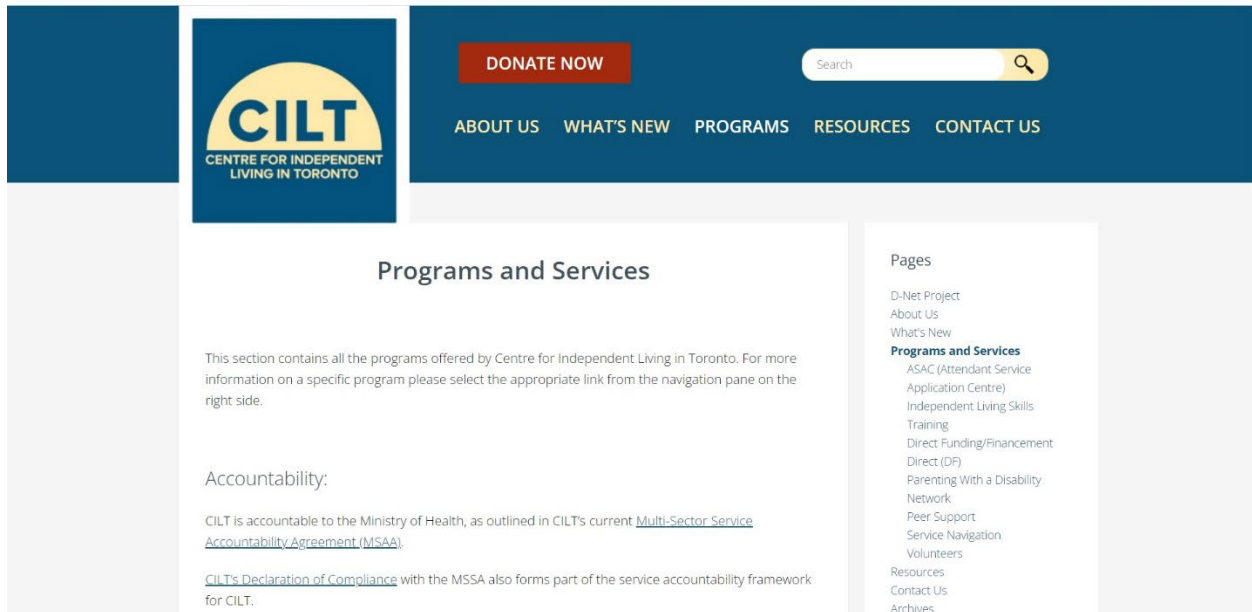 CILT
CENTRE FOR INDEPENDENT
LIVING IN TORONTO
DONATE NOW
Search
ABOUT US WHAT'S NEW PROGRAMS RESOURCES CONTACT US
Programs and Services
This section contains all the programs offered by Centre for Independent Living in Toronto. For more
information on a specific program please select the appropriate link from the navigation pane on the
right side.
Accountability:
CILT is accountable to the Ministry of Health, as outlined in CILT's current Multi-Sector Service
Accountability Agreement (MSAA).
CILT's Declaration of Compliance with the MSSA also forms part of the service accountability framework
for CILT.
Pages
D-Net Project
About Us
What's New
Programs and Services
ASAC (Attendant Service
Application Centre)
Independent Living Skills
Training
Direct Funding/Financement
Direct (DF)
Parenting With a Disability
Network
Peer Support
Service Navigation
Volunteers
Resources
Contact Us
Archives